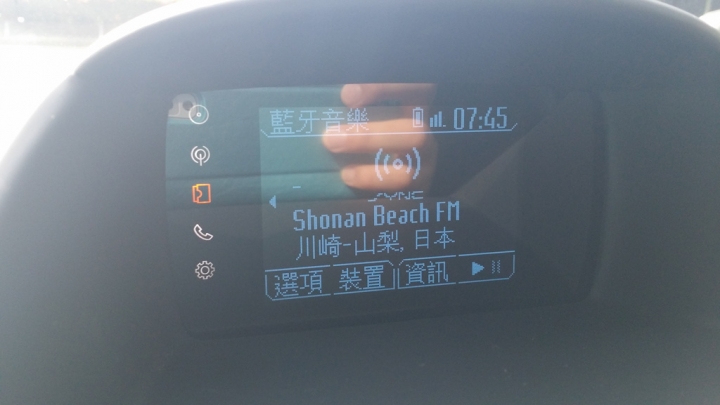 藍牙音樂 07:45
SYNC
Shonan Beach FM
川崎-山梨, 日本
選項 裝置 資訊